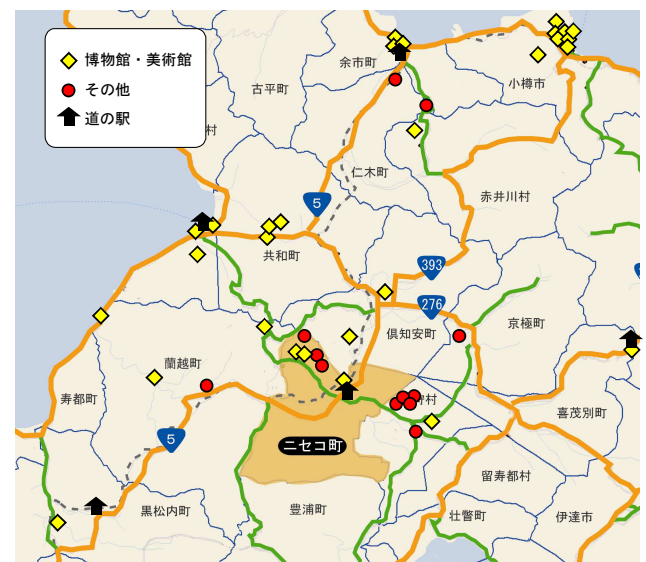 博物館・美術館
その他
道の駅
余市町
小樽市
古平町
村
仁木町
赤井川村
5
共和町
393
276
倶知安町
京極町
蘭越町
寿都町
村
喜茂別町
5
ニセコ町
留寿都村
黒松内町
豊浦町
壮瞥町
伊達市